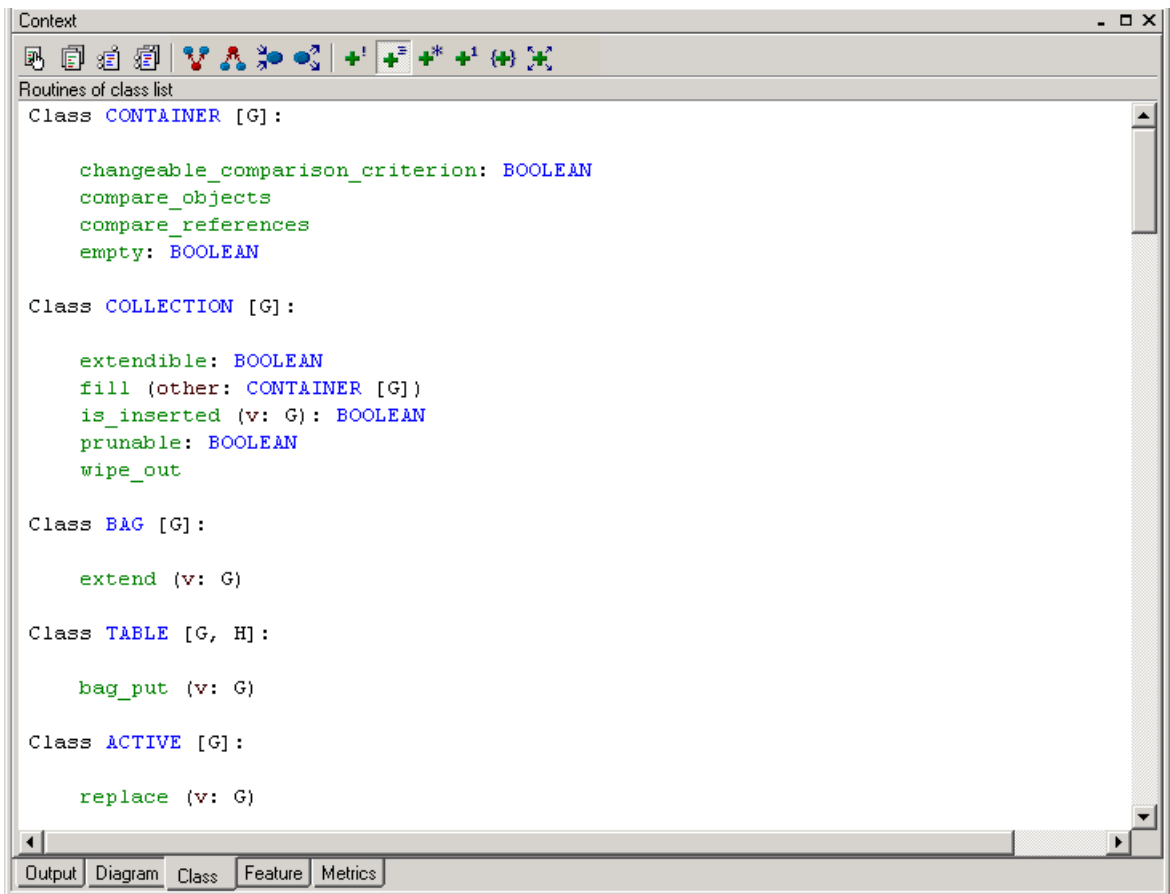 Context
Routines of class list
Class CONTAINER [G]:
changeable_comparison_criterion: BOOLEAN
compare_objects
compare_references
empty: BOOLEAN
Class COLLECTION [G]:
extendible: BOOLEAN
fill (other: CONTAINER [G])
is_inserted (v: G): BOOLEAN
prunable: BOOLEAN
wipe_out
Class BAG [G]:
extend (v: G)
Class TABLE [G, H]:
bag_put (v: G)
Class ACTIVE [G]:
replace (v: G)
Output Diagram Class Feature Metrics